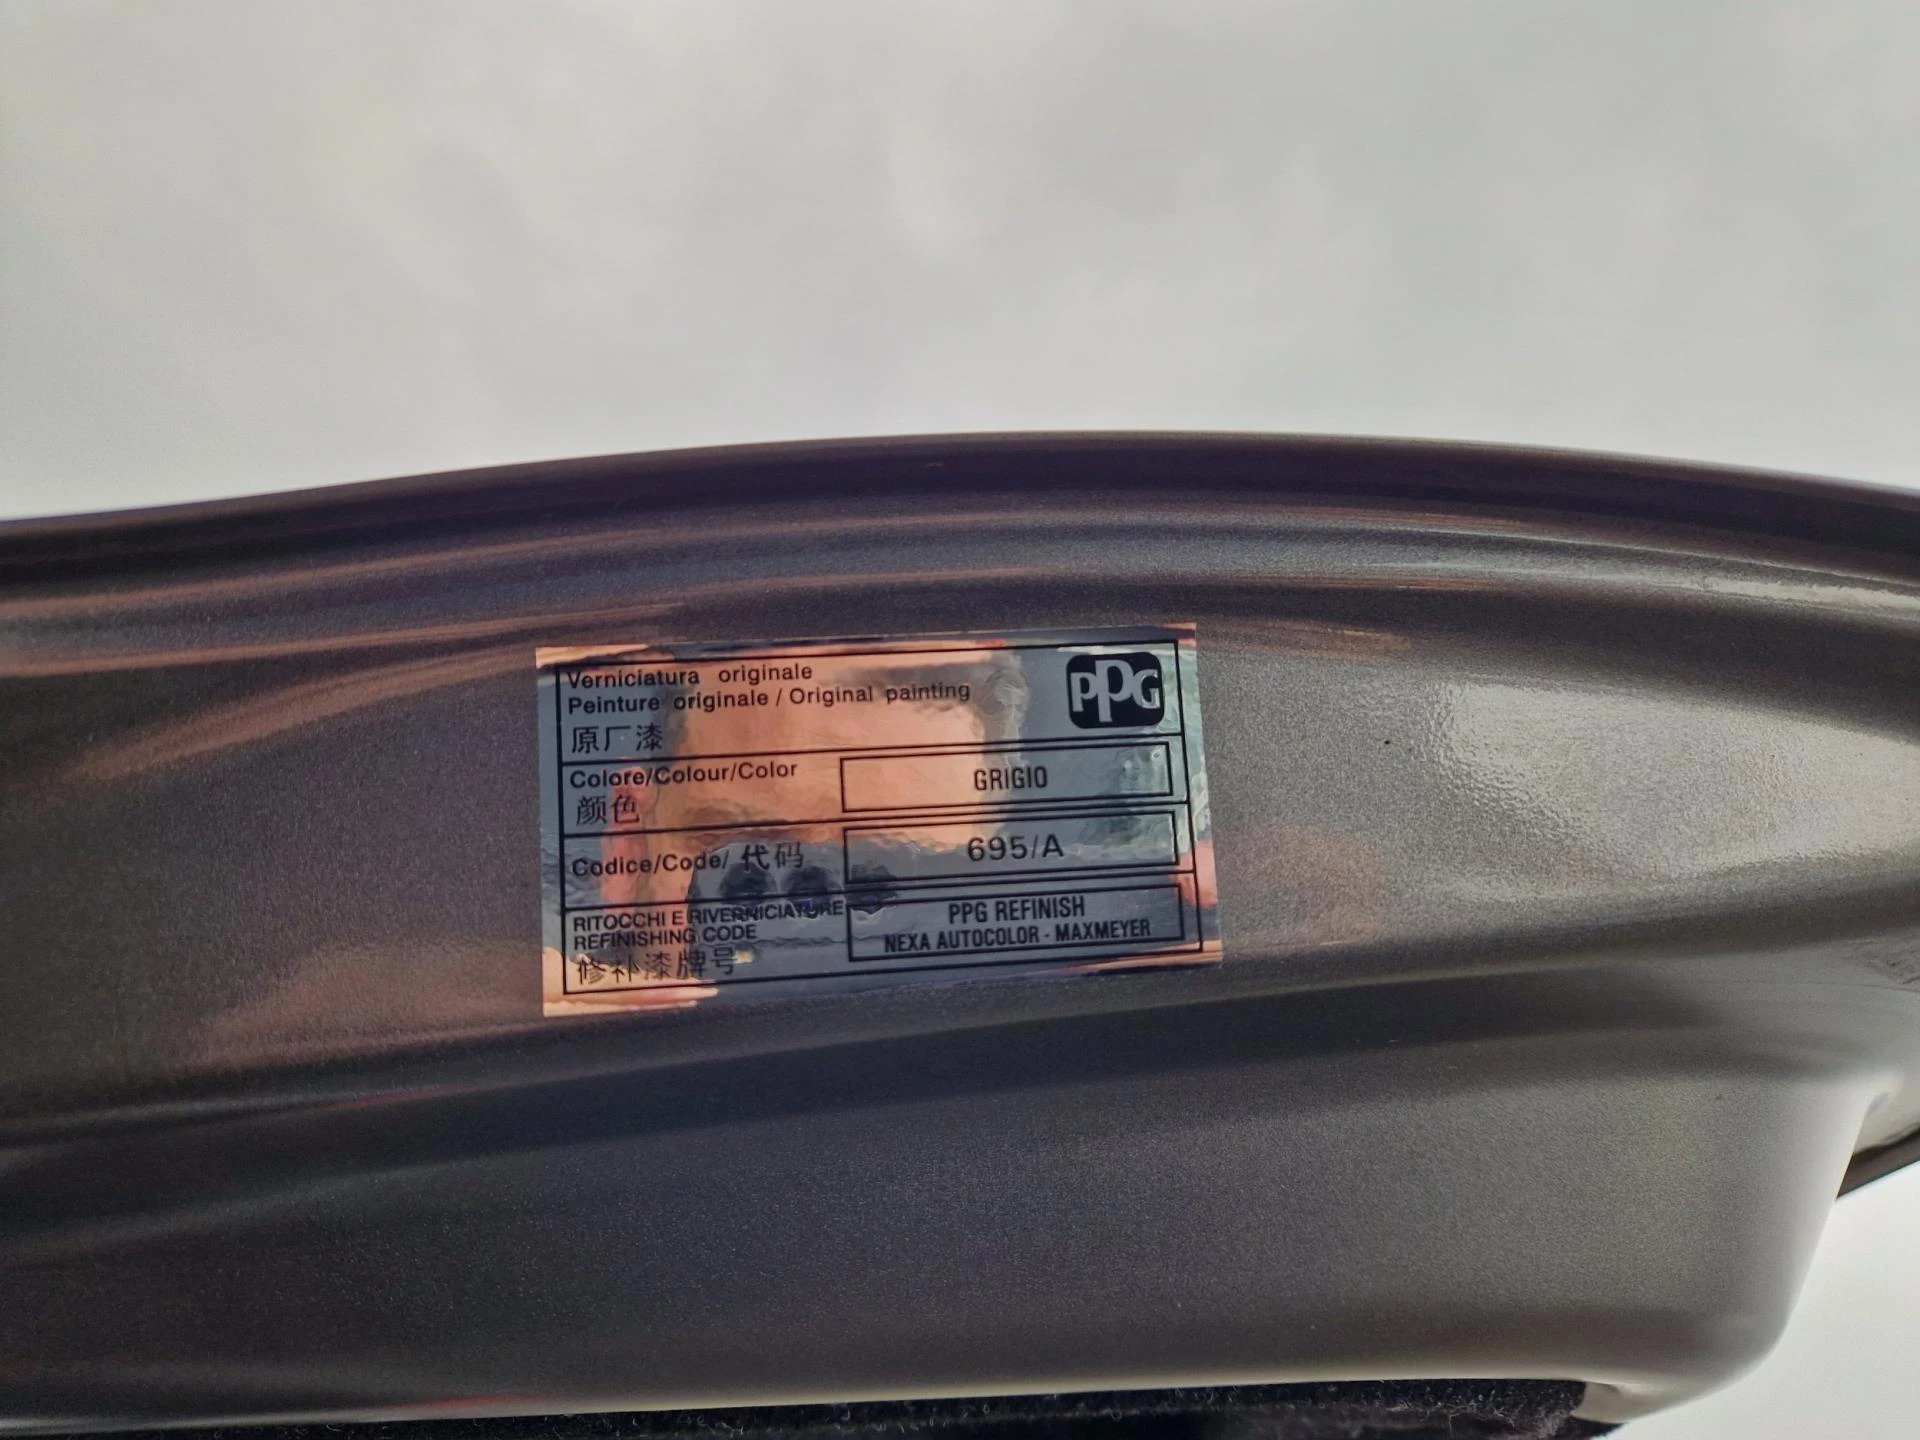 Verniciatura originale
Peinture originale / Original painting
PPG
原厂漆
Colore/Colour/Color
GRIGIO
颜色
Codice/Code/ 代码
695/A
RITOCCHI E RIVERNICIATURE
REFINISHING CODE
PPG REFINISH
NEXA AUTOCOLOR - MAXMEYER
修补漆牌号